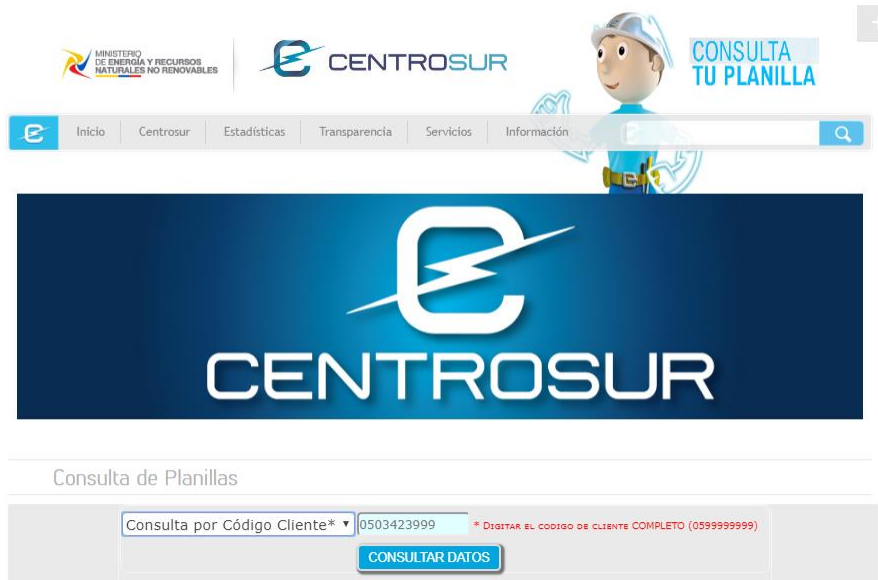 MINISTERIO
DE ENERGÍA Y RECURSOS
NATURALES NO RENOVABLES
CENTROSUR
CONSULTA
TU PLANILLA
Inicio Centrosur Estadísticas Transparencia Servicios Información
CENTROSUR
Consulta de Planillas
Consulta por Código Cliente* 0503423999 * DIGITAR EL CODIGO DE CLIENTE COMPLETO (0599999999)
CONSULTAR DATOS